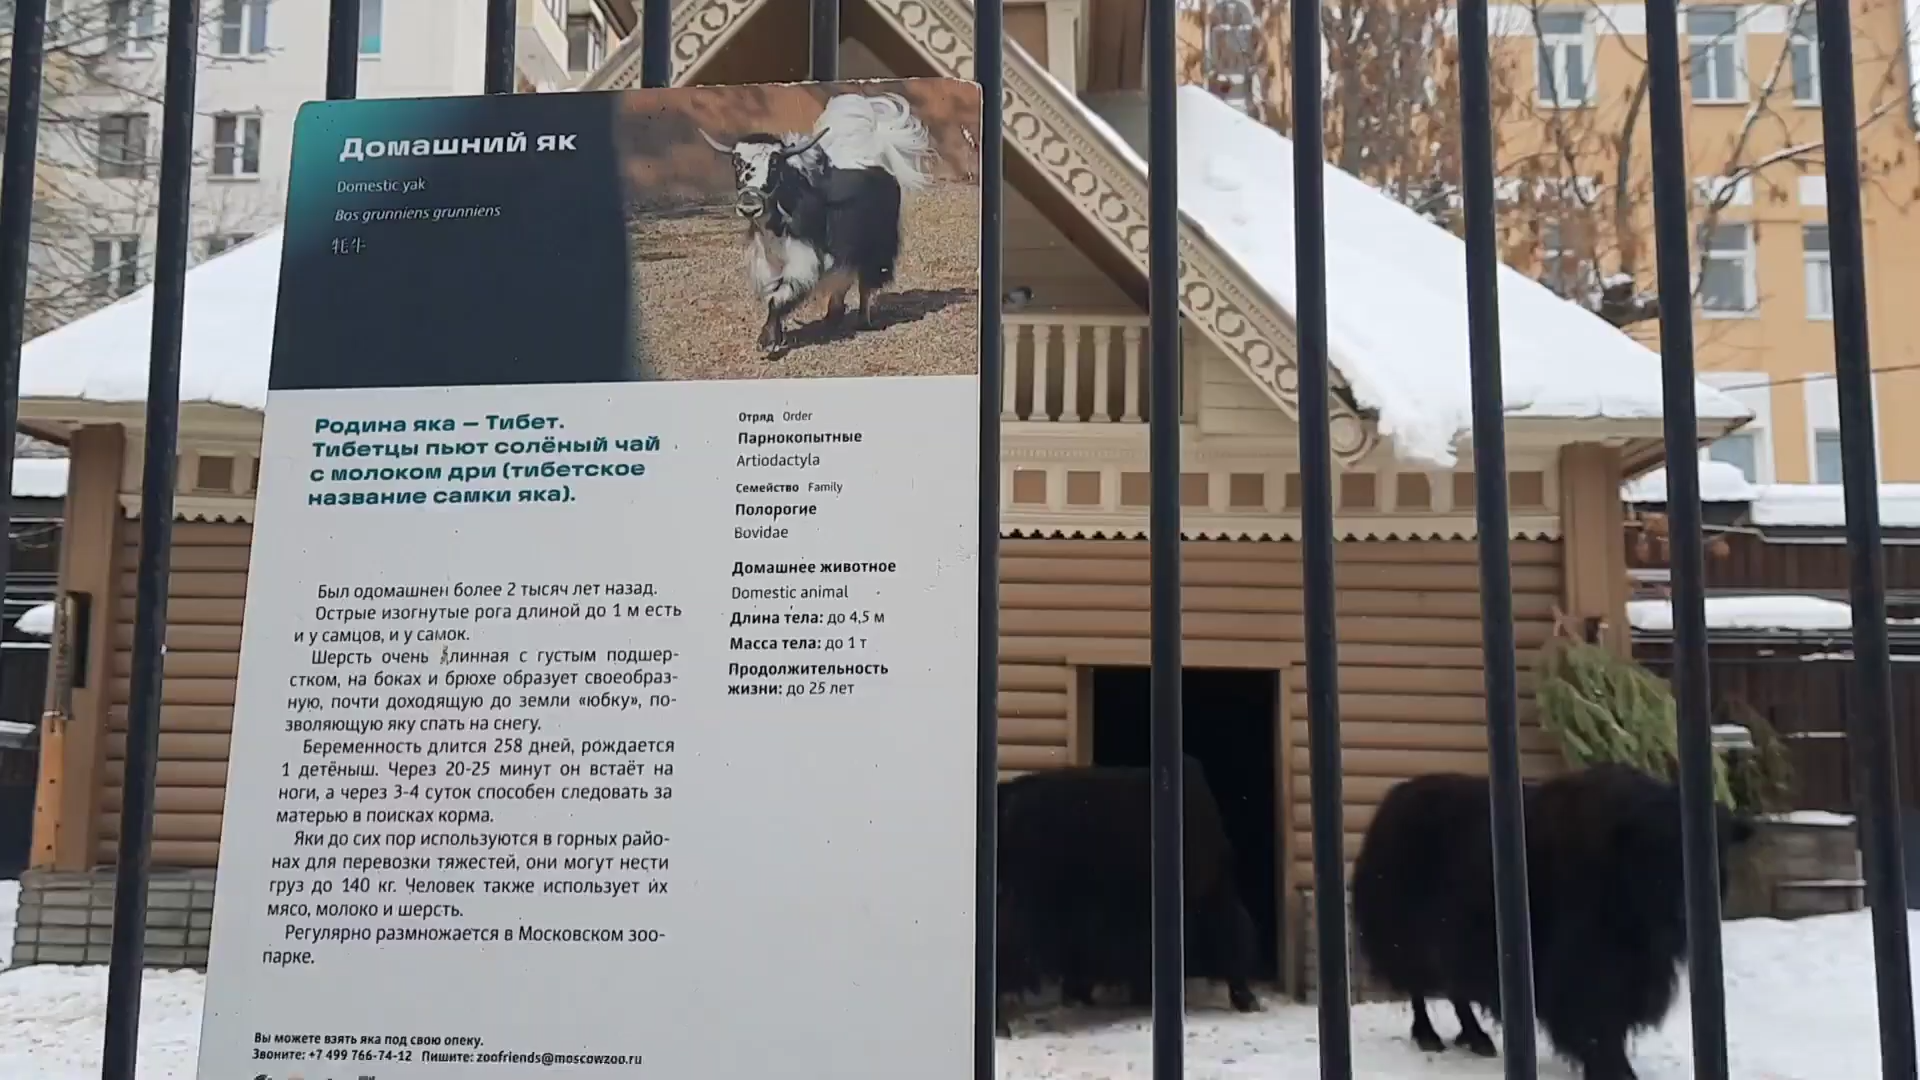 Домашний як
Domestic yak
Bos grunniens grunniens
牦牛
Родина яка – Тибет.
Тибетцы пьют солёный чай
с молоком дри (тибетское
название самки яка).
Был одомашнен более 2 тысяч лет назад.
Острые изогнутые рога длиной до 1 м есть
и у самцов, и у самок.
Шерсть очень длинная с густым подшер-
стком, на боках и брюхе образует своеобраз-
ную, почти доходящую до земли «юбку», по-
зволяющую яку спать на снегу.
Беременность длится 258 дней, рождается
1 детёныш. Через 20-25 минут он встаёт на
ноги, а через 3-4 суток способен следовать за
матерью в поисках корма.
Яки до сих пор используются в горных райо-
нах для перевозки тяжестей, они могут нести
груз до 140 кг. Человек также использует их
мясо, молоко и шерсть.
Регулярно размножается в Московском зоо-
парке.
Отряд Order
Парнокопытные
Artiodactyla
Семейство Family
Полорогие
Bovidae
Домашнее животное
Domestic animal
Длина тела: до 4,5 м
Масса тела: до 1 т
Продолжительность
жизни: до 25 лет
Вы можете взять яка под свою опеку.
Звоните: +7 499 766-74-12 Пишите: zoofriends@moscowzoo.ru